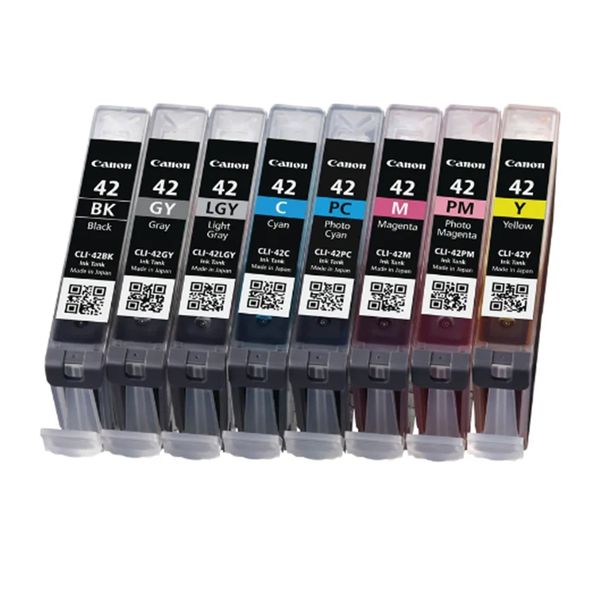 Canon
42
BK
Black
CLI-42BK
Ink Tank
Made in Japan
Canon
42
GY
Gray
CLI-42GY
Ink Tank
Made in Japan
Canon
42
LGY
Light
Gray
CLI-42LGY
Ink Tank
Made in Japan
Canon
42
C
Cyan
CLI-42C
Ink Tank
Made in Japan
Canon
42
PC
Photo
Cyan
CLI-42PC
Ink Tank
Made in Japan
Canon
42
M
Magenta
CLI-42M
Ink Tank
Made in Japan
Canon
42
PM
Photo
Magenta
CLI-42PM
Ink Tank
Made in Japan
Canon
42
Y
Yellow
CLI-42Y
Ink Tank
Made in Japan